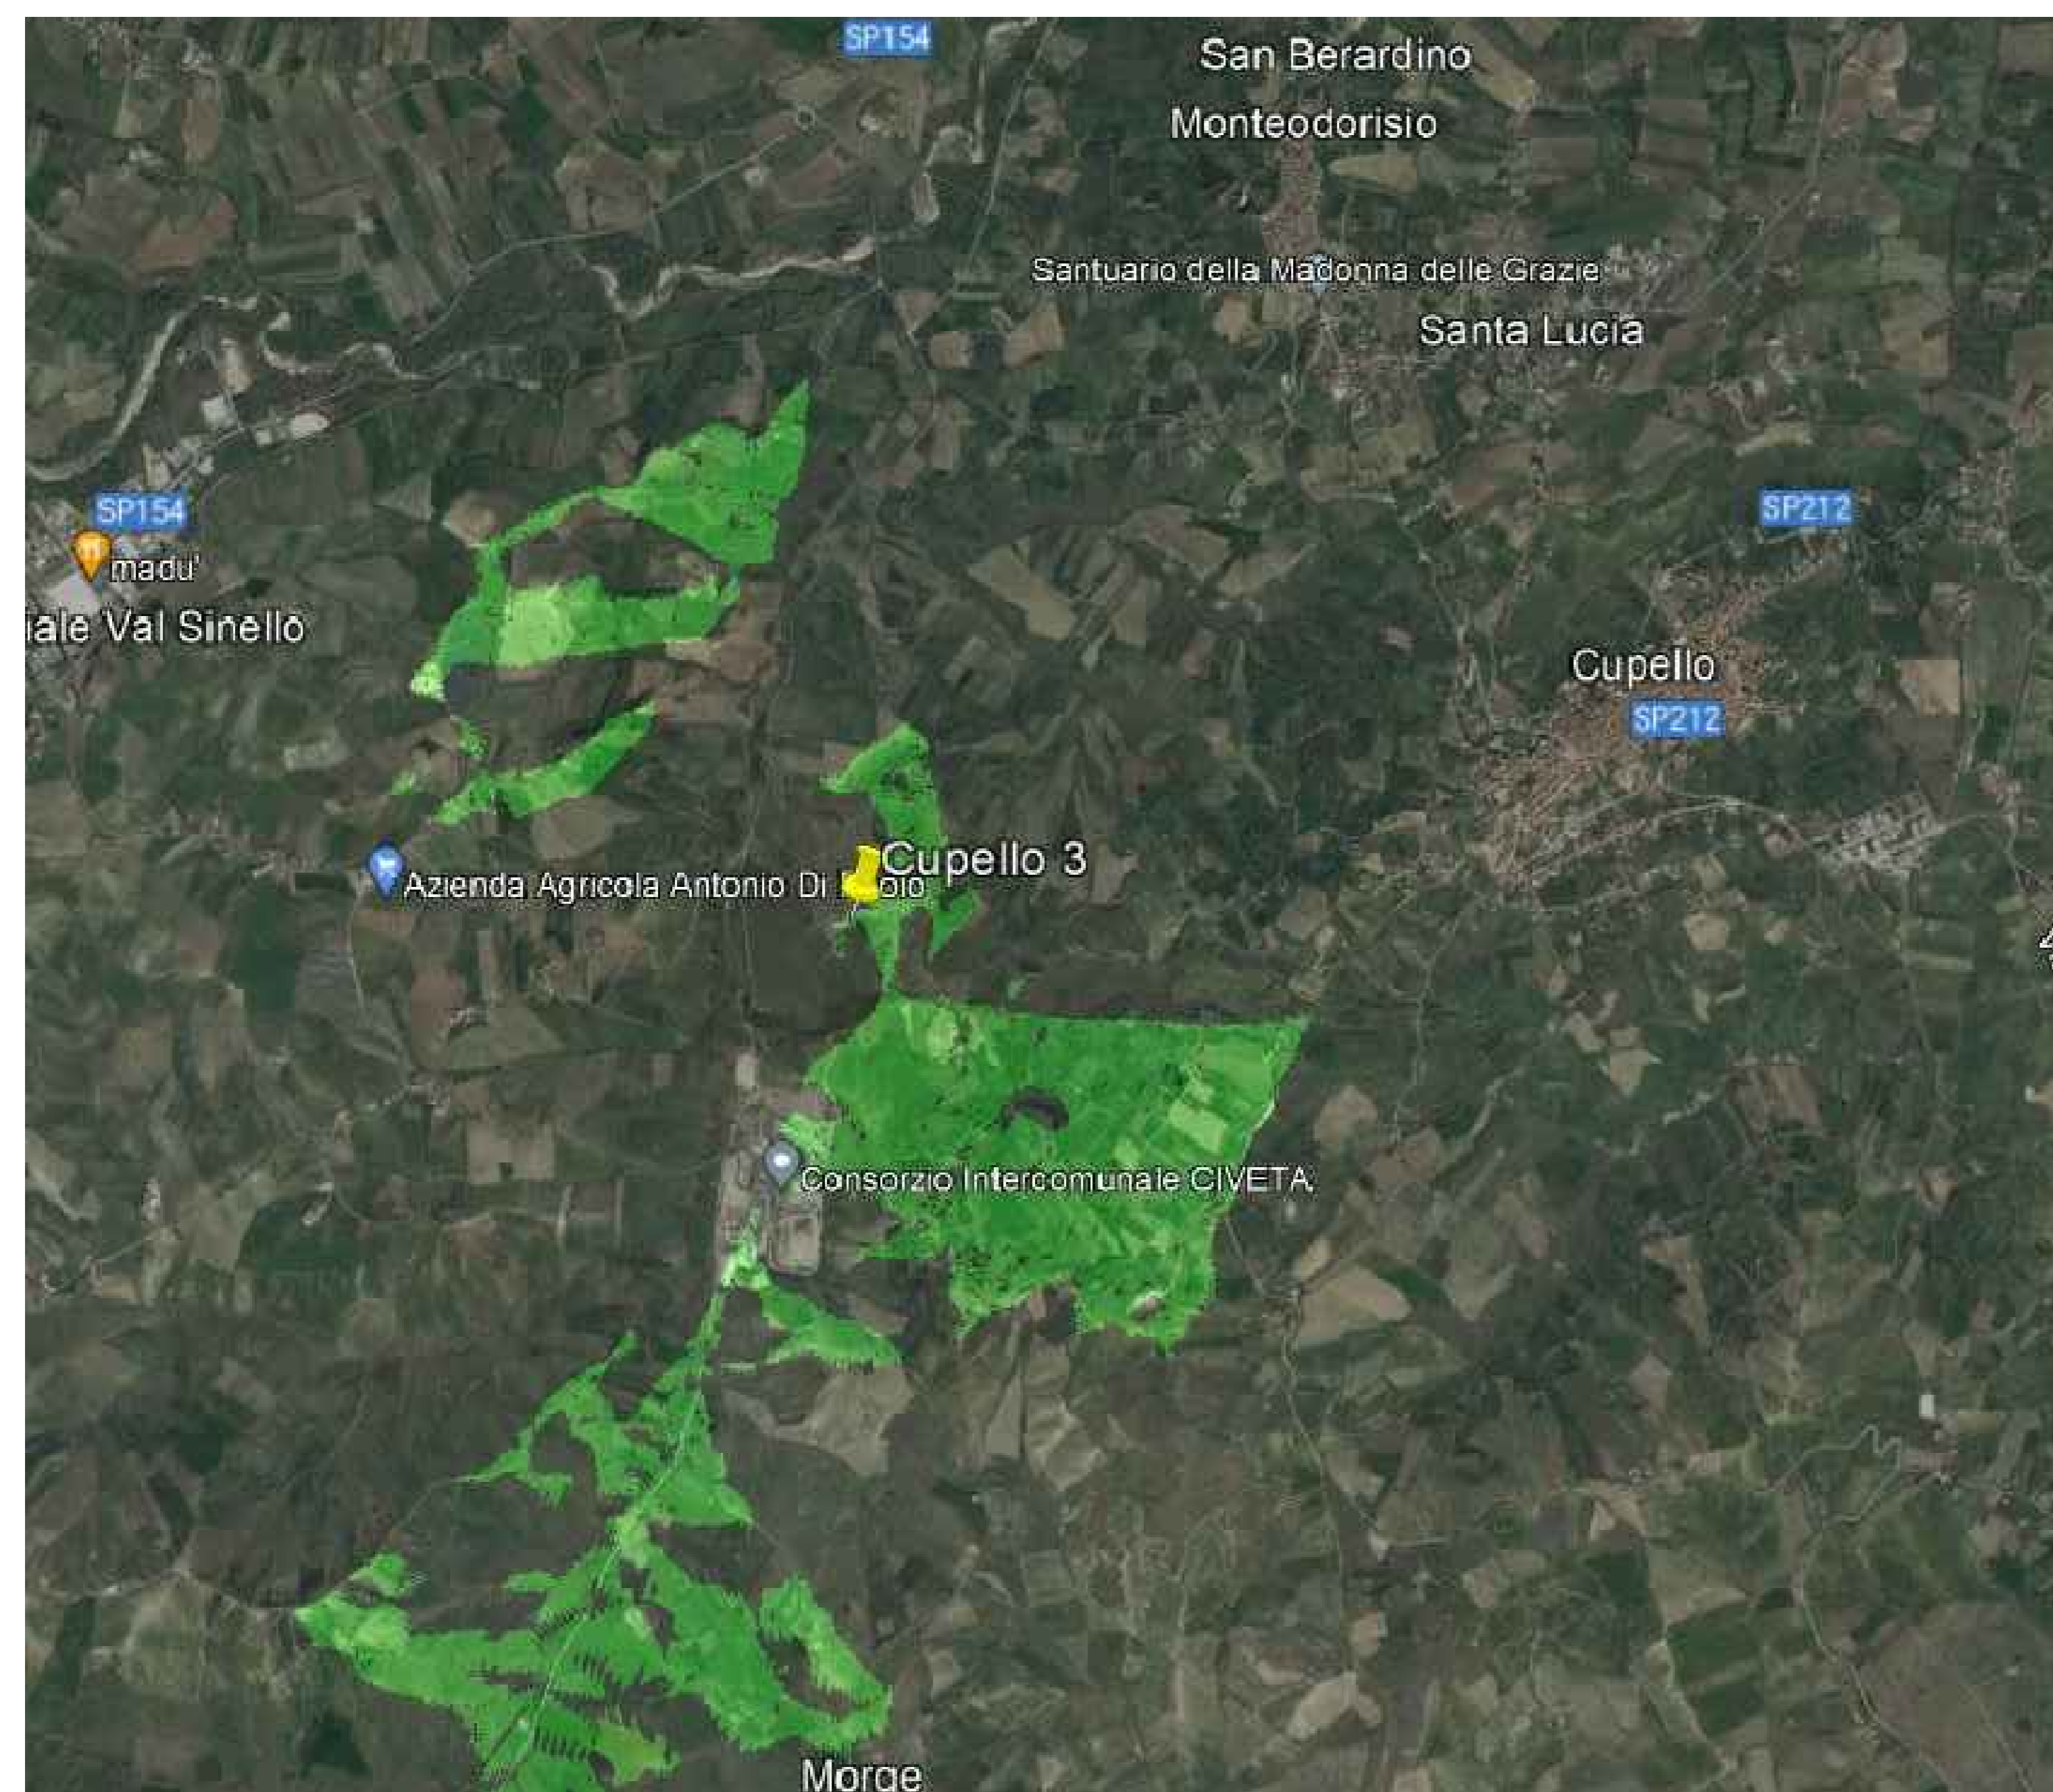 SP154
San Berardino
Monteodorisio
Santuario della Madonna delle Grazie
Santa Lucia
SP154
SP212
madu'
iale Val Sinello
Cupello
SP212
Cupello 3
Azienda Agricola Antonio Di
Consorzio Intercomunale CIVETA
Morge